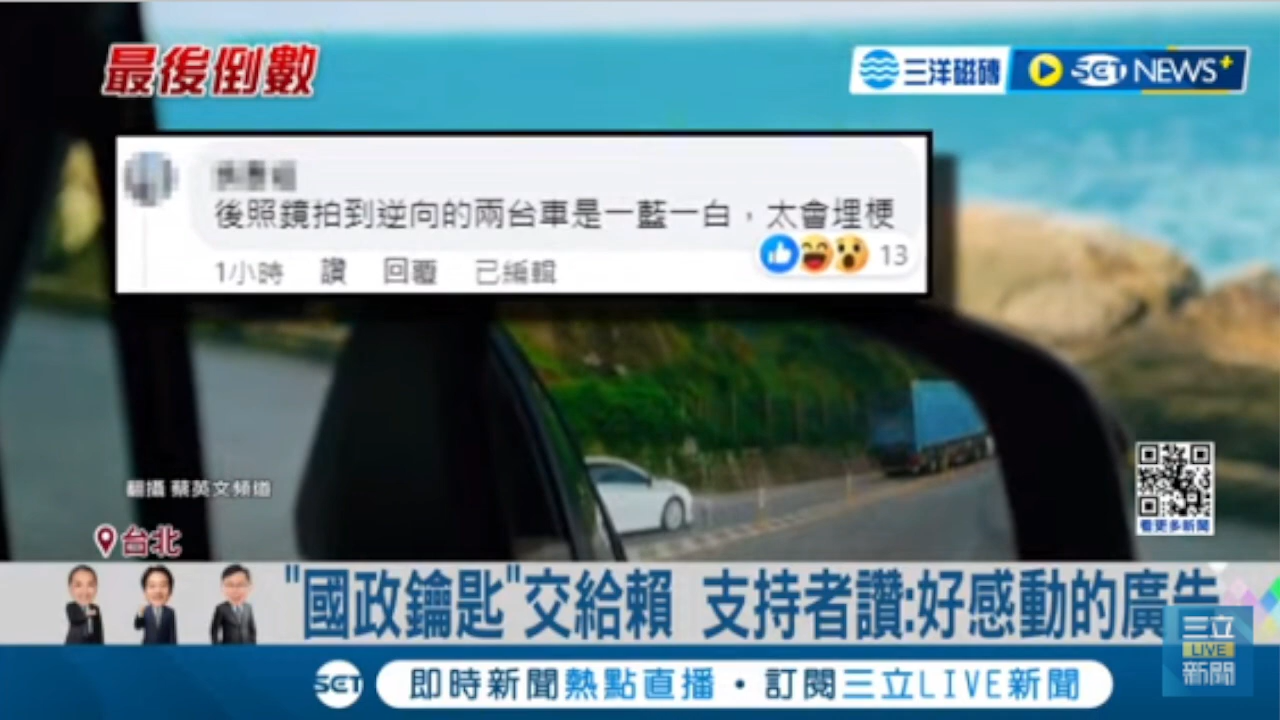 最後倒數
三洋磁磚
SET NEWS+
後照鏡拍到逆向的兩台車是一藍一白，太會埋梗
1小時 讚 回覆 已編輯
13
翻攝 蔡英文頻道
看更多新聞
台北
"國政鑰匙"交給賴 支持者讚:好感動的廣告
三立
LIVE
新聞
SET 即時新聞熱點直播・訂閱三立LIVE新聞